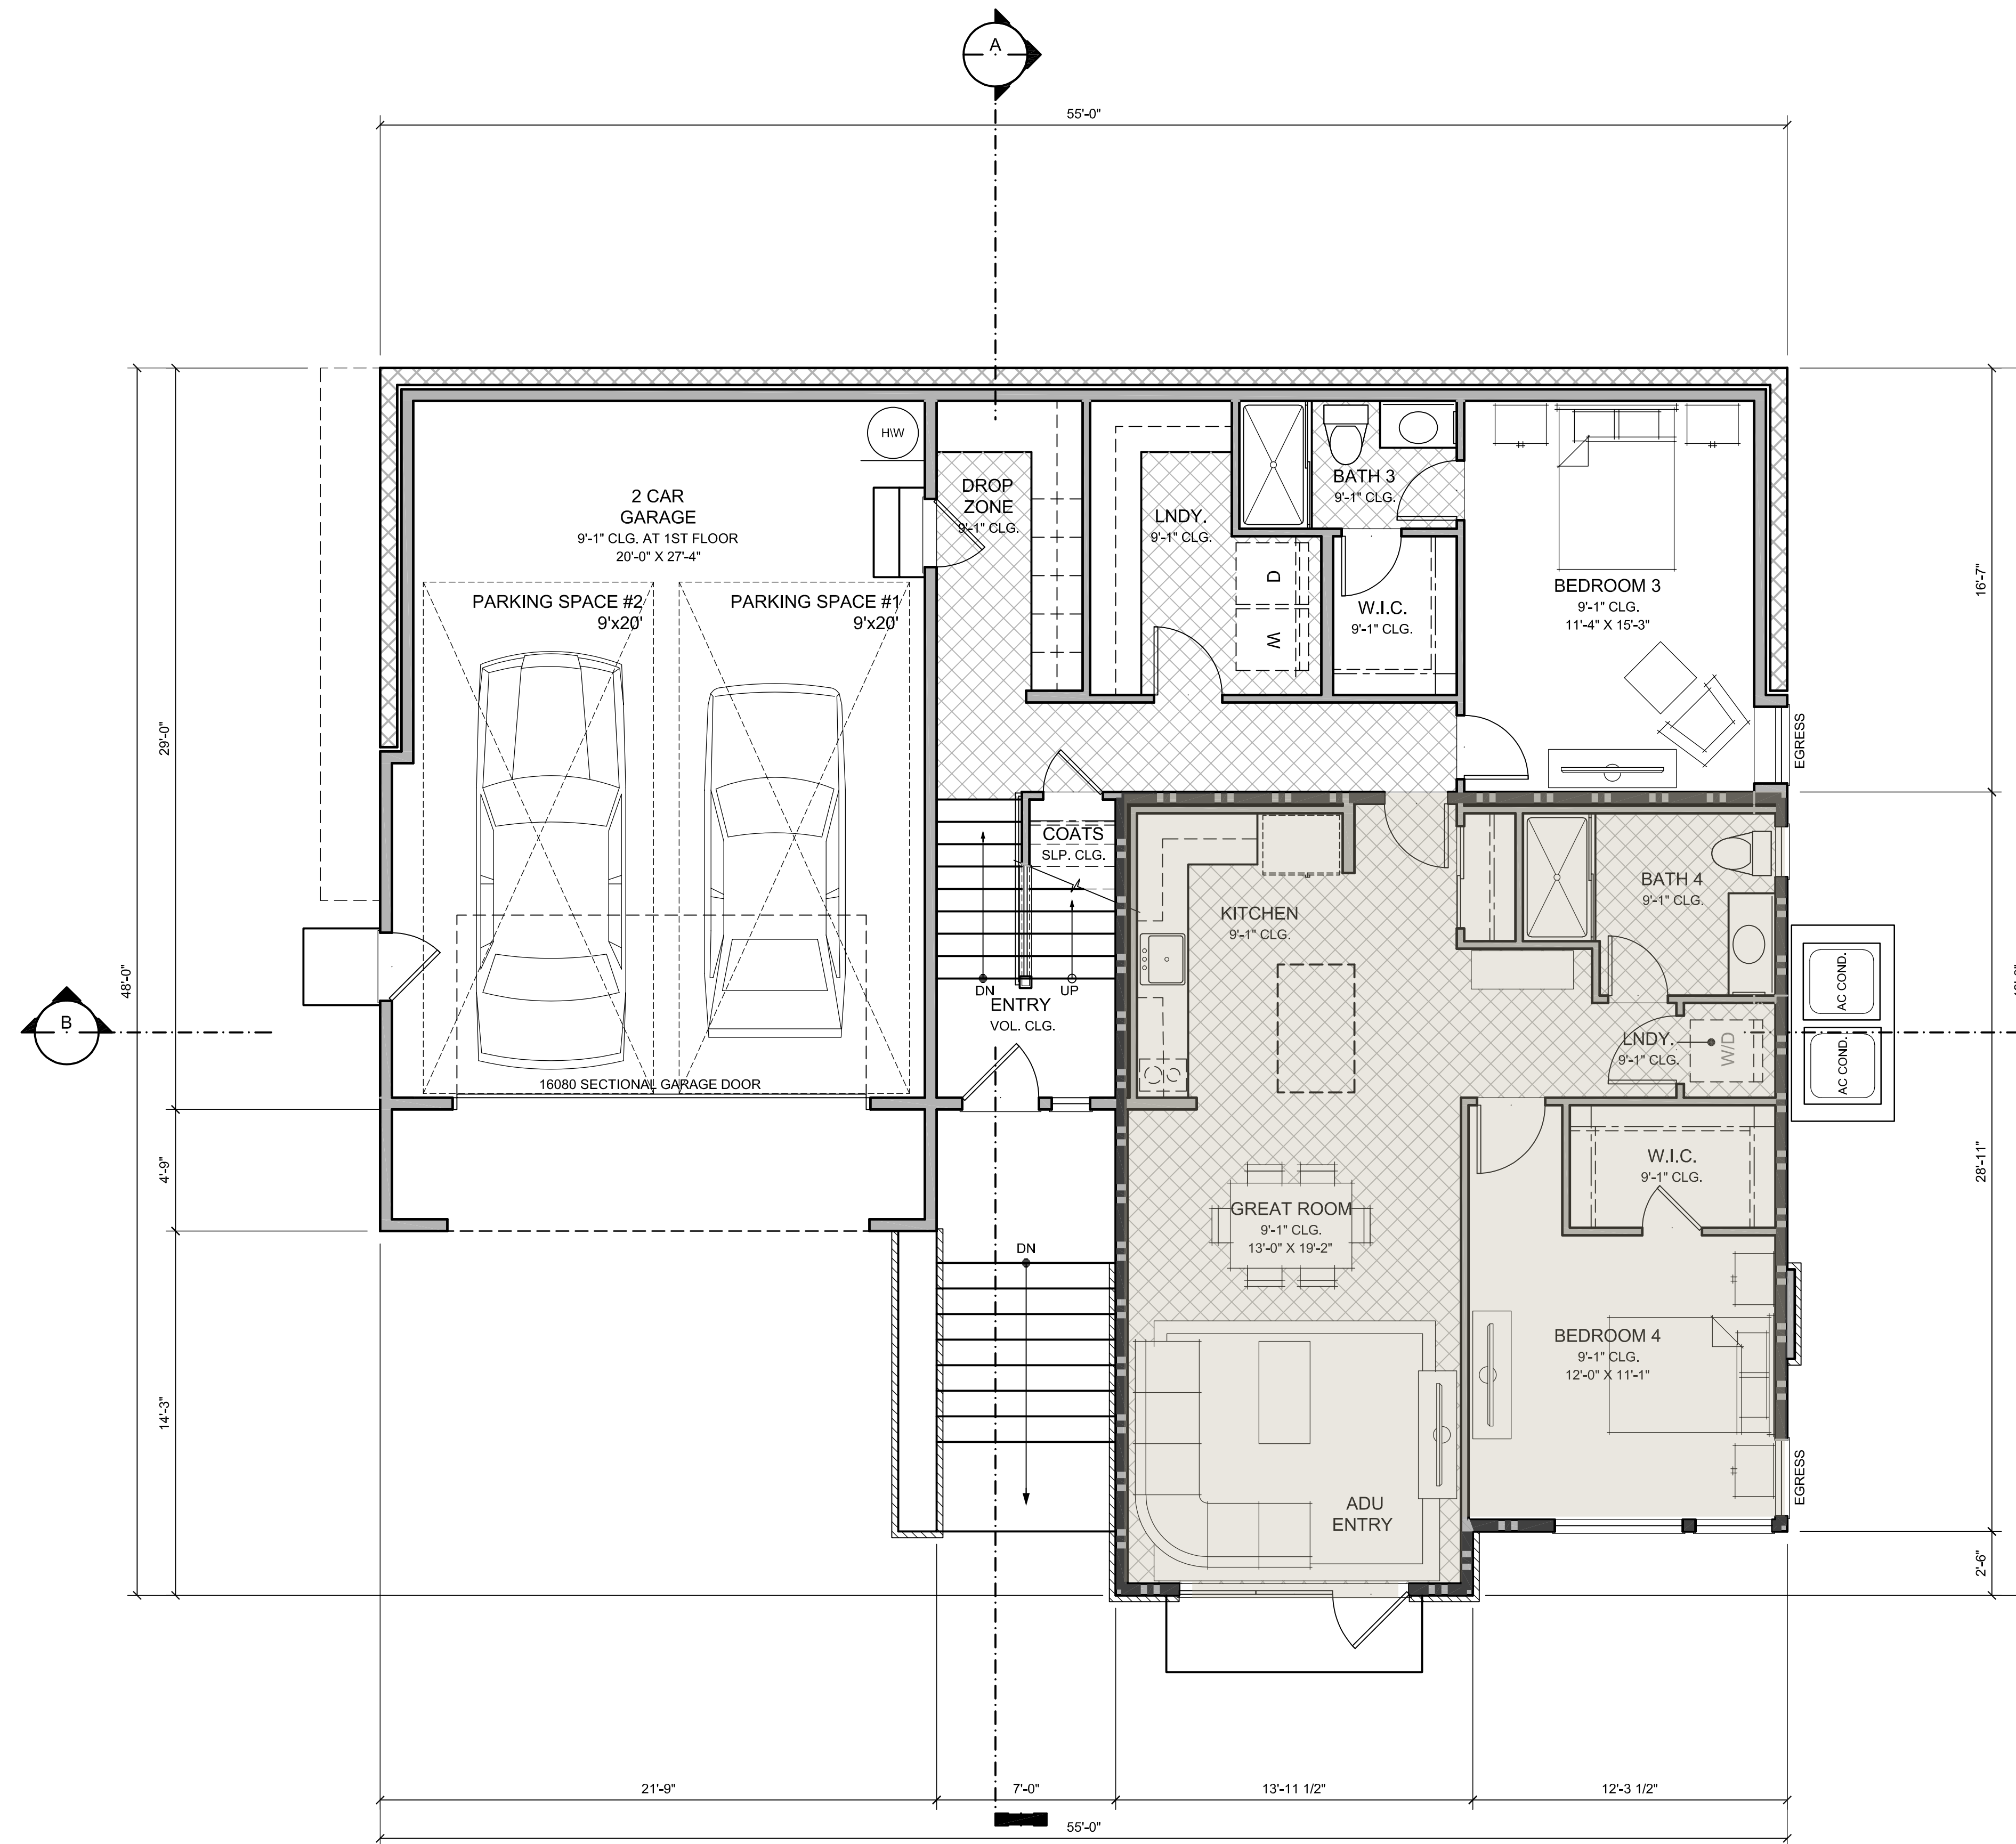 A
55'-0"
H\W
2 CAR
GARAGE
9'-1" CLG. AT 1ST FLOOR
20'-0" X 27'-4"
DROP
ZONE
9'-1" CLG.
LNDY.
9'-1" CLG.
BATH 3
9'-1" CLG.
D
W
W.I.C.
9'-1" CLG.
BEDROOM 3
9'-1" CLG.
11'-4" X 15'-3"
16'-7"
PARKING SPACE #2
9'x20'
PARKING SPACE #1
9'x20'
29'-0"
EGRESS
COATS
SLP. CLG.
KITCHEN
9'-1" CLG.
BATH 4
9'-1" CLG.
48'-0"
DN
UP
ENTRY
VOL. CLG.
AC COND.
AC COND.
B
LNDY.
9'-1" CLG.
W/D
16080 SECTIONAL GARAGE DOOR
4'-9"
W.I.C.
9'-1" CLG.
28'-11"
GREAT ROOM
9'-1" CLG.
13'-0" X 19'-2"
DN
BEDROOM 4
9'-1" CLG.
12'-0" X 11'-1"
14'-3"
EGRESS
ADU
ENTRY
2'-6"
21'-9"
7'-0"
13'-11 1/2"
12'-3 1/2"
55'-0"